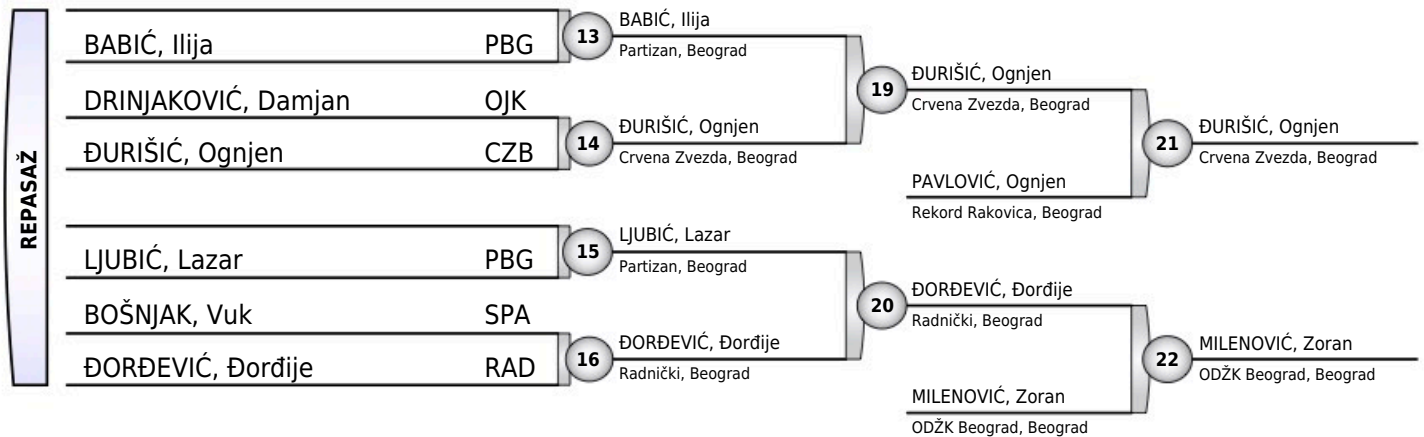 REPASAŽ
BABIĆ, Ilija PBG
DRINJAKOVIĆ, Damjan OJK
ĐURIŠIĆ, Ognjen CZB
LJUBIĆ, Lazar PBG
BOŠNJAK, Vuk SPA
ĐORĐEVIĆ, Đorđije RAD
13
BABIĆ, Ilija
Partizan, Beograd
14
ĐURIŠIĆ, Ognjen
Crvena Zvezda, Beograd
15
LJUBIĆ, Lazar
Partizan, Beograd
16
ĐORĐEVIĆ, Đorđije
Radnički, Beograd
19
ĐURIŠIĆ, Ognjen
Crvena Zvezda, Beograd
PAVLOVIĆ, Ognjen
Rekord Rakovica, Beograd
20
ĐORĐEVIĆ, Đorđije
Radnički, Beograd
MILENOVIĆ, Zoran
ODŽK Beograd, Beograd
21
ĐURIŠIĆ, Ognjen
Crvena Zvezda, Beograd
22
MILENOVIĆ, Zoran
ODŽK Beograd, Beograd